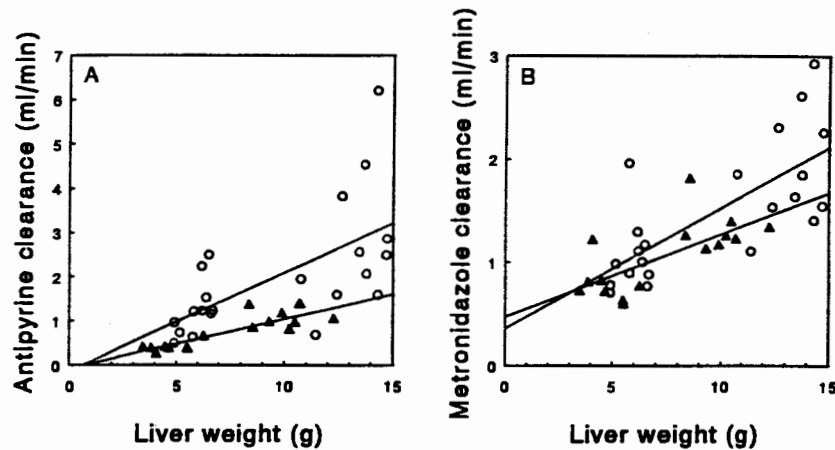 A
Antipyrine clearance (ml/min)
7
6
5
4
3
2
1
0
0 5 10 15
Liver weight (g)
B
Metronidazole clearance (ml/min)
3
2
1
0
0 5 10 15
Liver weight (g)